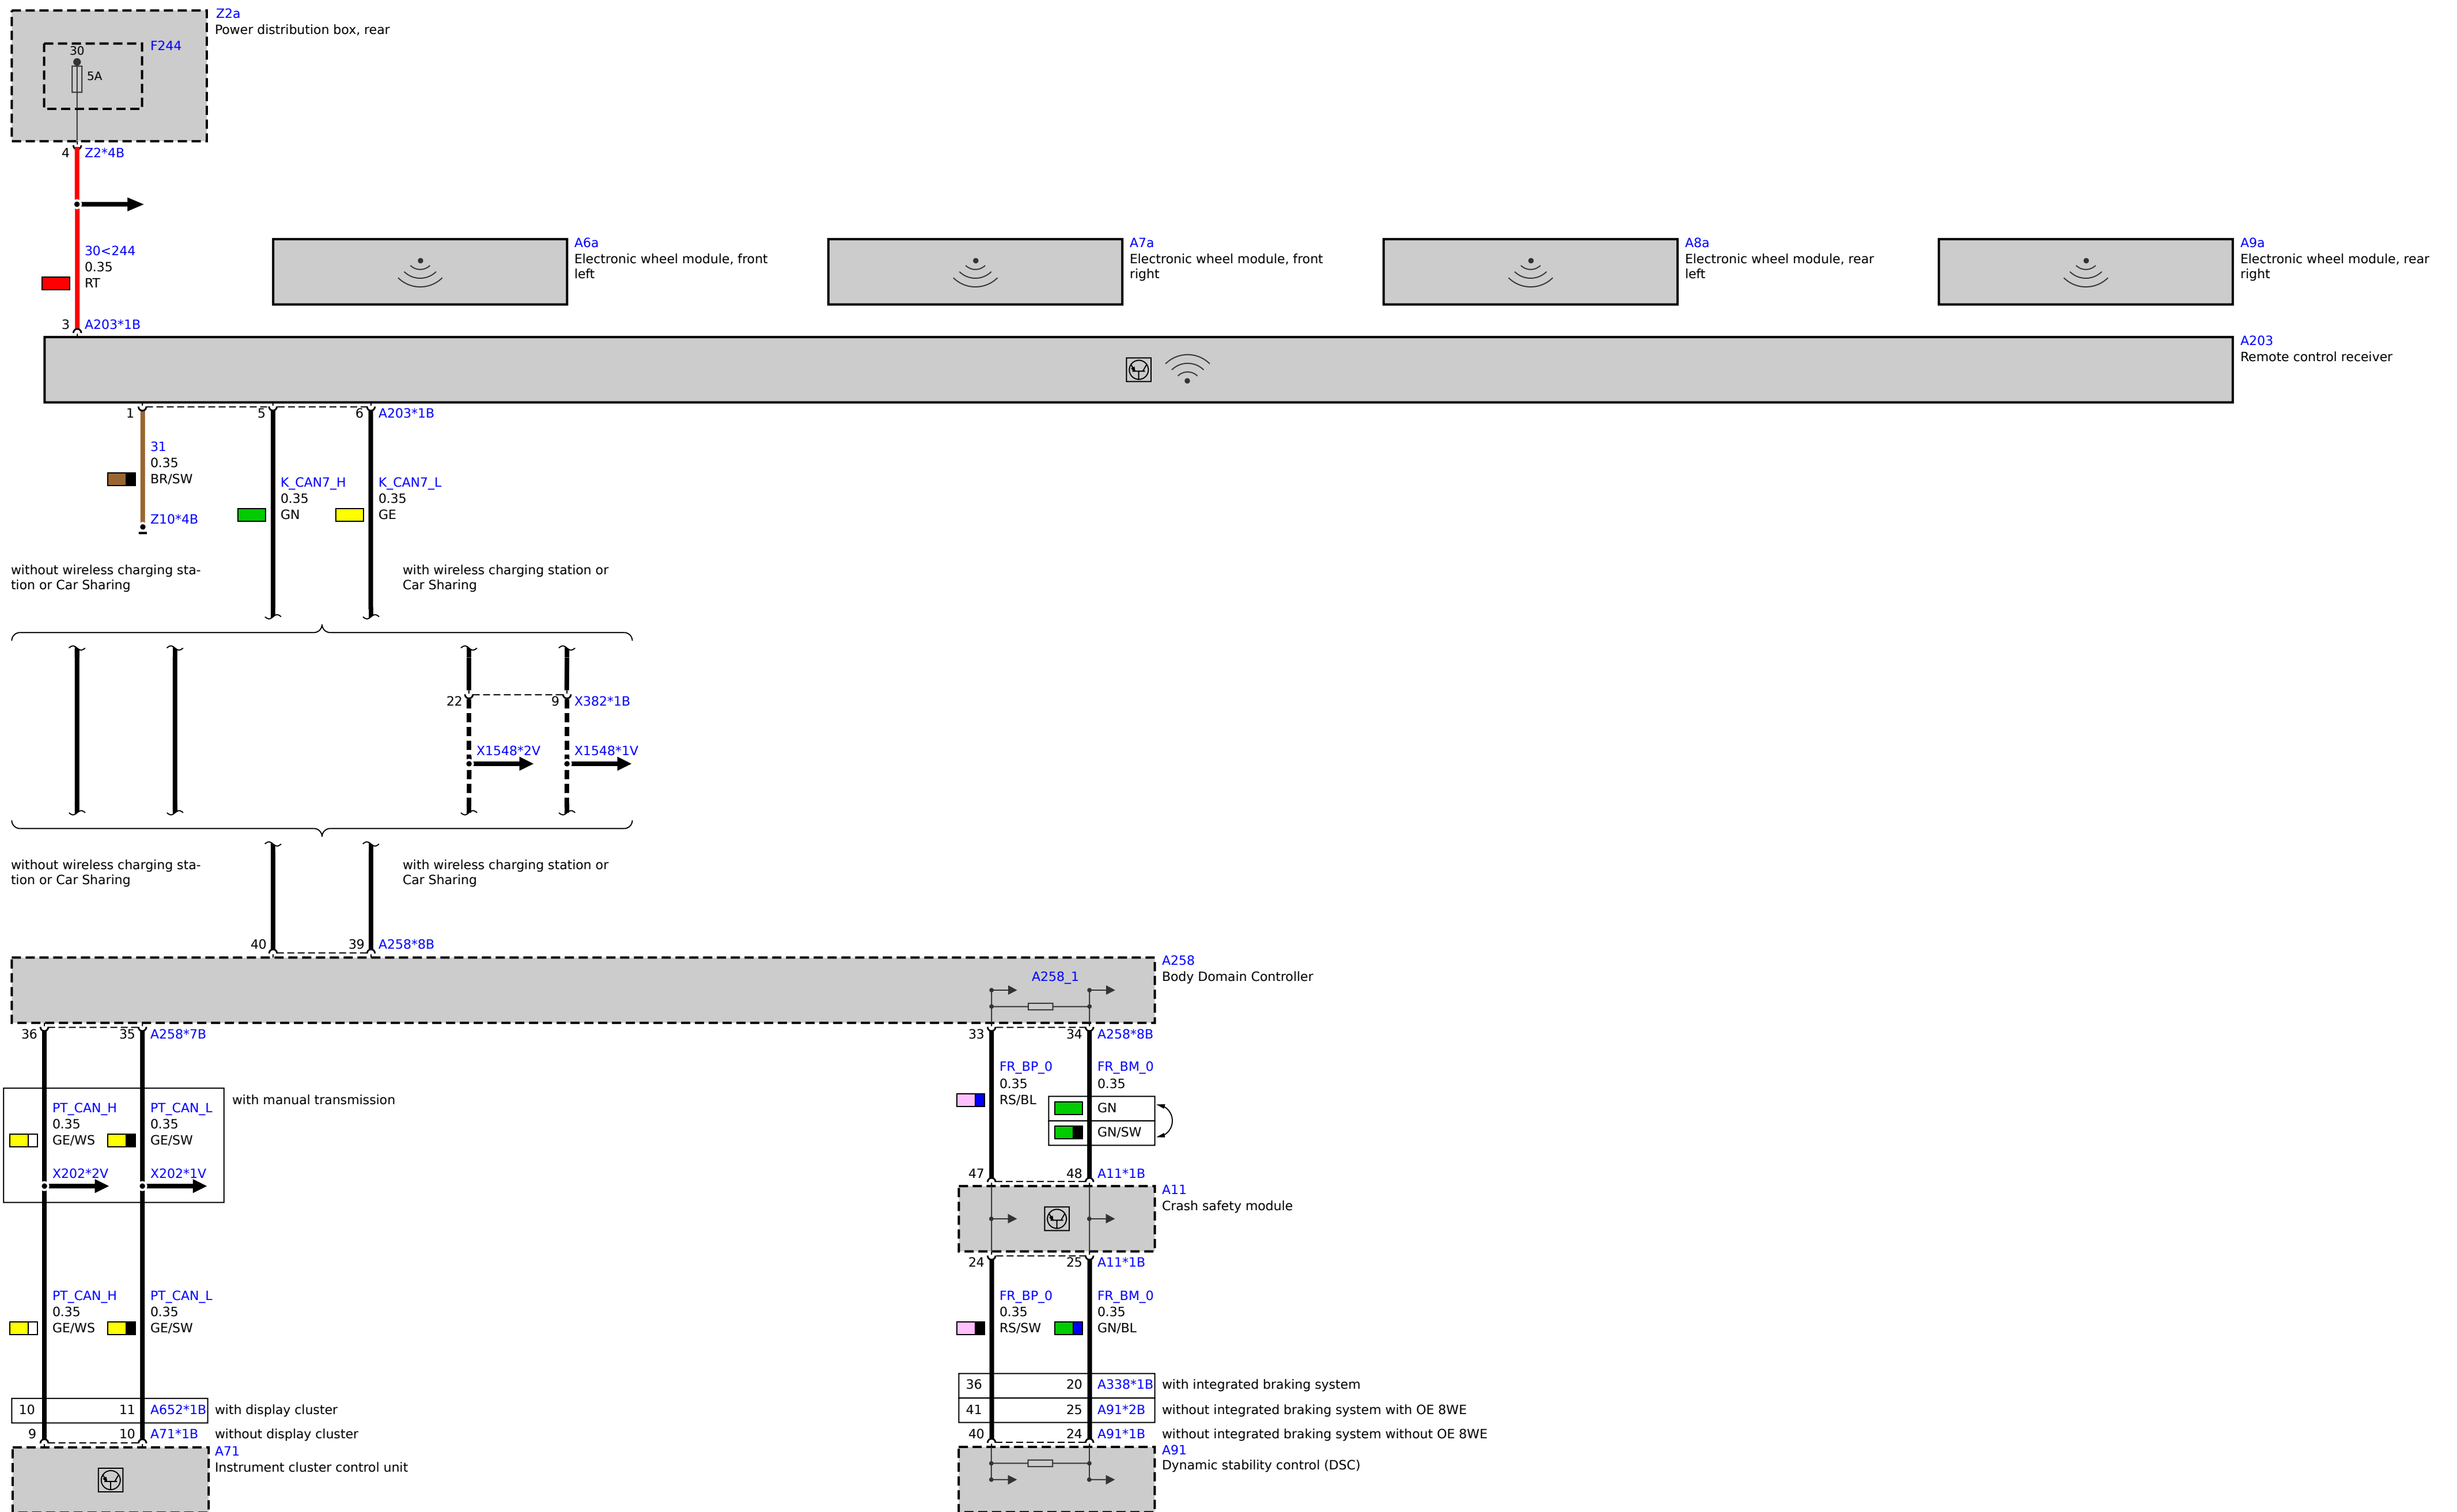 Z2a
Power distribution box, rear
30
F244
5A
4 Z2*4B
30<244
0.35
RT
3 A203*1B
A6a
Electronic wheel module, front
left
A7a
Electronic wheel module, front
right
A8a
Electronic wheel module, rear
left
A9a
Electronic wheel module, rear
right
A203
Remote control receiver
1 5 6 A203*1B
31
0.35
BR/SW
Z10*4B
K_CAN7_H
0.35
GN
K_CAN7_L
0.35
GE
without wireless charging sta-
tion or Car Sharing
with wireless charging station or
Car Sharing
22 9 X382*1B
X1548*2V X1548*1V
without wireless charging sta-
tion or Car Sharing
with wireless charging station or
Car Sharing
40 39 A258*8B
A258
Body Domain Controller
A258_1
36 35 A258*7B
33 34 A258*8B
with manual transmission
PT_CAN_H
0.35
GE/WS
X202*2V
PT_CAN_L
0.35
GE/SW
X202*1V
FR_BP_0
0.35
RS/BL
FR_BM_0
0.35
GN
GN/SW
47 48 A11*1B
A11
Crash safety module
24 25 A11*1B
PT_CAN_H
0.35
GE/WS
PT_CAN_L
0.35
GE/SW
FR_BP_0
0.35
RS/SW
FR_BM_0
0.35
GN/BL
10 11 A652*1B with display cluster
9 10 A71*1B without display cluster
A71
Instrument cluster control unit
36 20 A338*1B with integrated braking system
41 25 A91*2B without integrated braking system with OE 8WE
40 24 A91*1B without integrated braking system without OE 8WE
A91
Dynamic stability control (DSC)